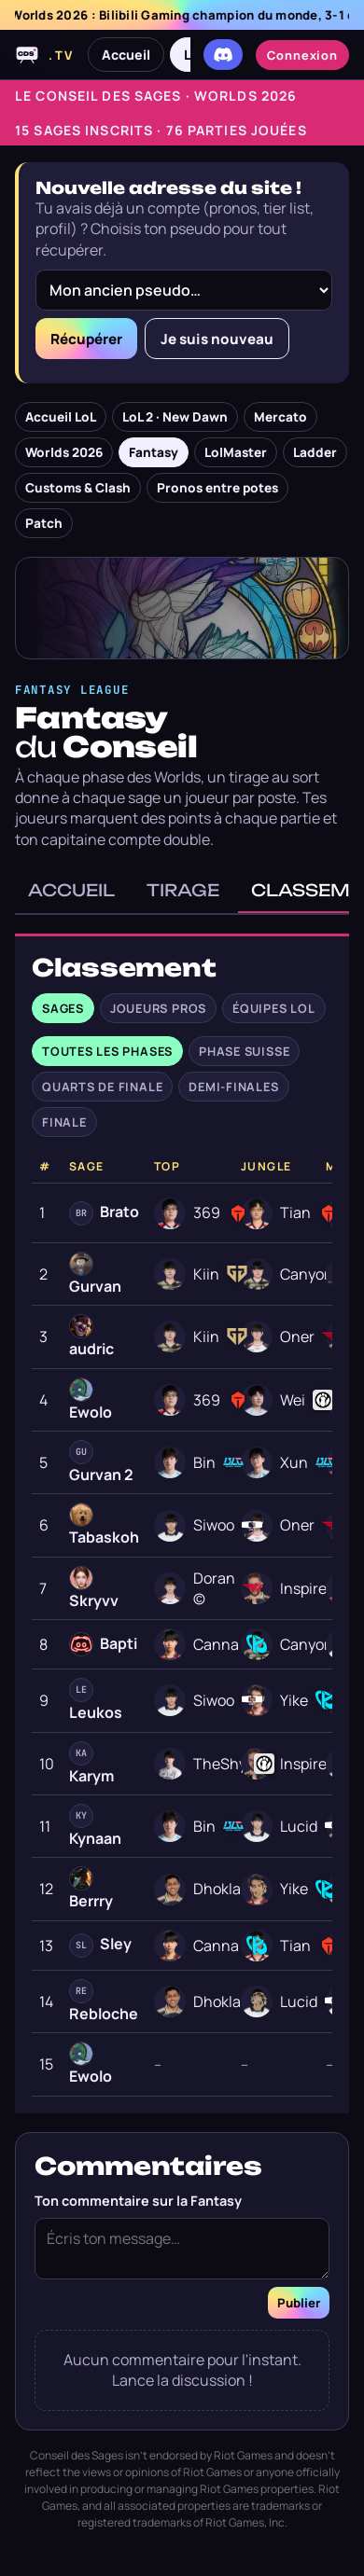 Worlds 2026 : Bilibili Gaming champion du monde, 3-1
CDS .TV Accueil L Connexion
LE CONSEIL DES SAGES · WORLDS 2026
15 SAGES INSCRITS · 76 PARTIES JOUÉES
Nouvelle adresse du site !
Tu avais déjà un compte (pronos, tier list,
profil) ? Choisis ton pseudo pour tout
récupérer.
Mon ancien pseudo...
Récupérer Je suis nouveau
Accueil LoL LoL 2 · New Dawn Mercato
Worlds 2026 Fantasy LolMaster Ladder
Customs & Clash Pronos entre potes
Patch
FANTASY LEAGUE
Fantasy
du Conseil
À chaque phase des Worlds, un tirage au sort
donne à chaque sage un joueur par poste. Tes
joueurs marquent des points à chaque partie et
ton capitaine compte double.
ACCUEIL TIRAGE CLASSEM
Classement
SAGES JOUEURS PROS ÉQUIPES LOL
TOUTES LES PHASES PHASE SUISSE
QUARTS DE FINALE DEMI-FINALES
FINALE
# SAGE TOP JUNGLE M
1 BR Brato 369 Tian
2 Gurvan Kiin Canyon
3 audric Kiin Oner
4 Ewolo 369 Wei
5 GU Gurvan 2 Bin Xun
6 Tabaskoh Siwoo Oner
7 Skryvv Doran © Inspire
8 Bapti Canna Canyon
9 LE Leukos Siwoo Yike
10 KA Karym TheShy Inspire
11 KY Kynaan Bin Lucid
12 Berrry Dhokla Yike
13 SL Sley Canna Tian
14 RE Rebloche Dhokla Lucid
15 Ewolo – – –
Commentaires
Ton commentaire sur la Fantasy
Écris ton message...
Publier
Aucun commentaire pour l'instant.
Lance la discussion !
Conseil des Sages isn't endorsed by Riot Games and doesn't
reflect the views or opinions of Riot Games or anyone officially
involved in producing or managing Riot Games properties. Riot
Games, and all associated properties are trademarks or
registered trademarks of Riot Games, Inc.